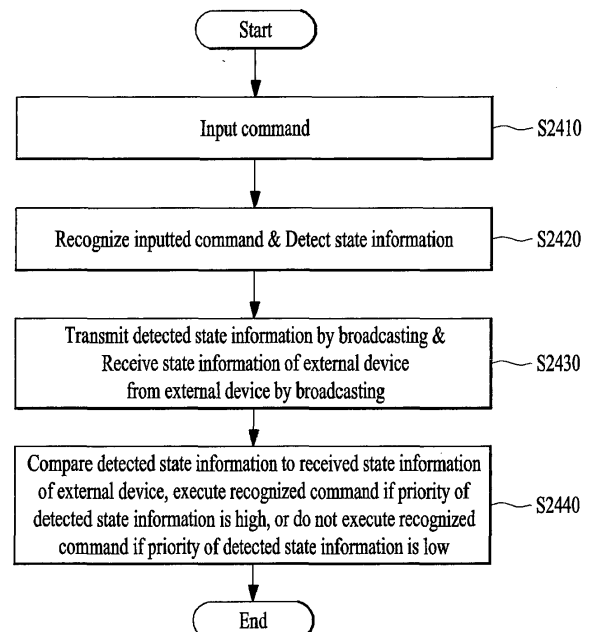 Start
Input command
S2410
Recognize inputted command & Detect state information
S2420
Transmit detected state information by broadcasting &
Receive state information of external device
from external device by broadcasting
S2430
Compare detected state information to received state information
of external device, execute recognized command if priority of
detected state information is high, or do not execute recognized
command if priority of detected state information is low
S2440
End